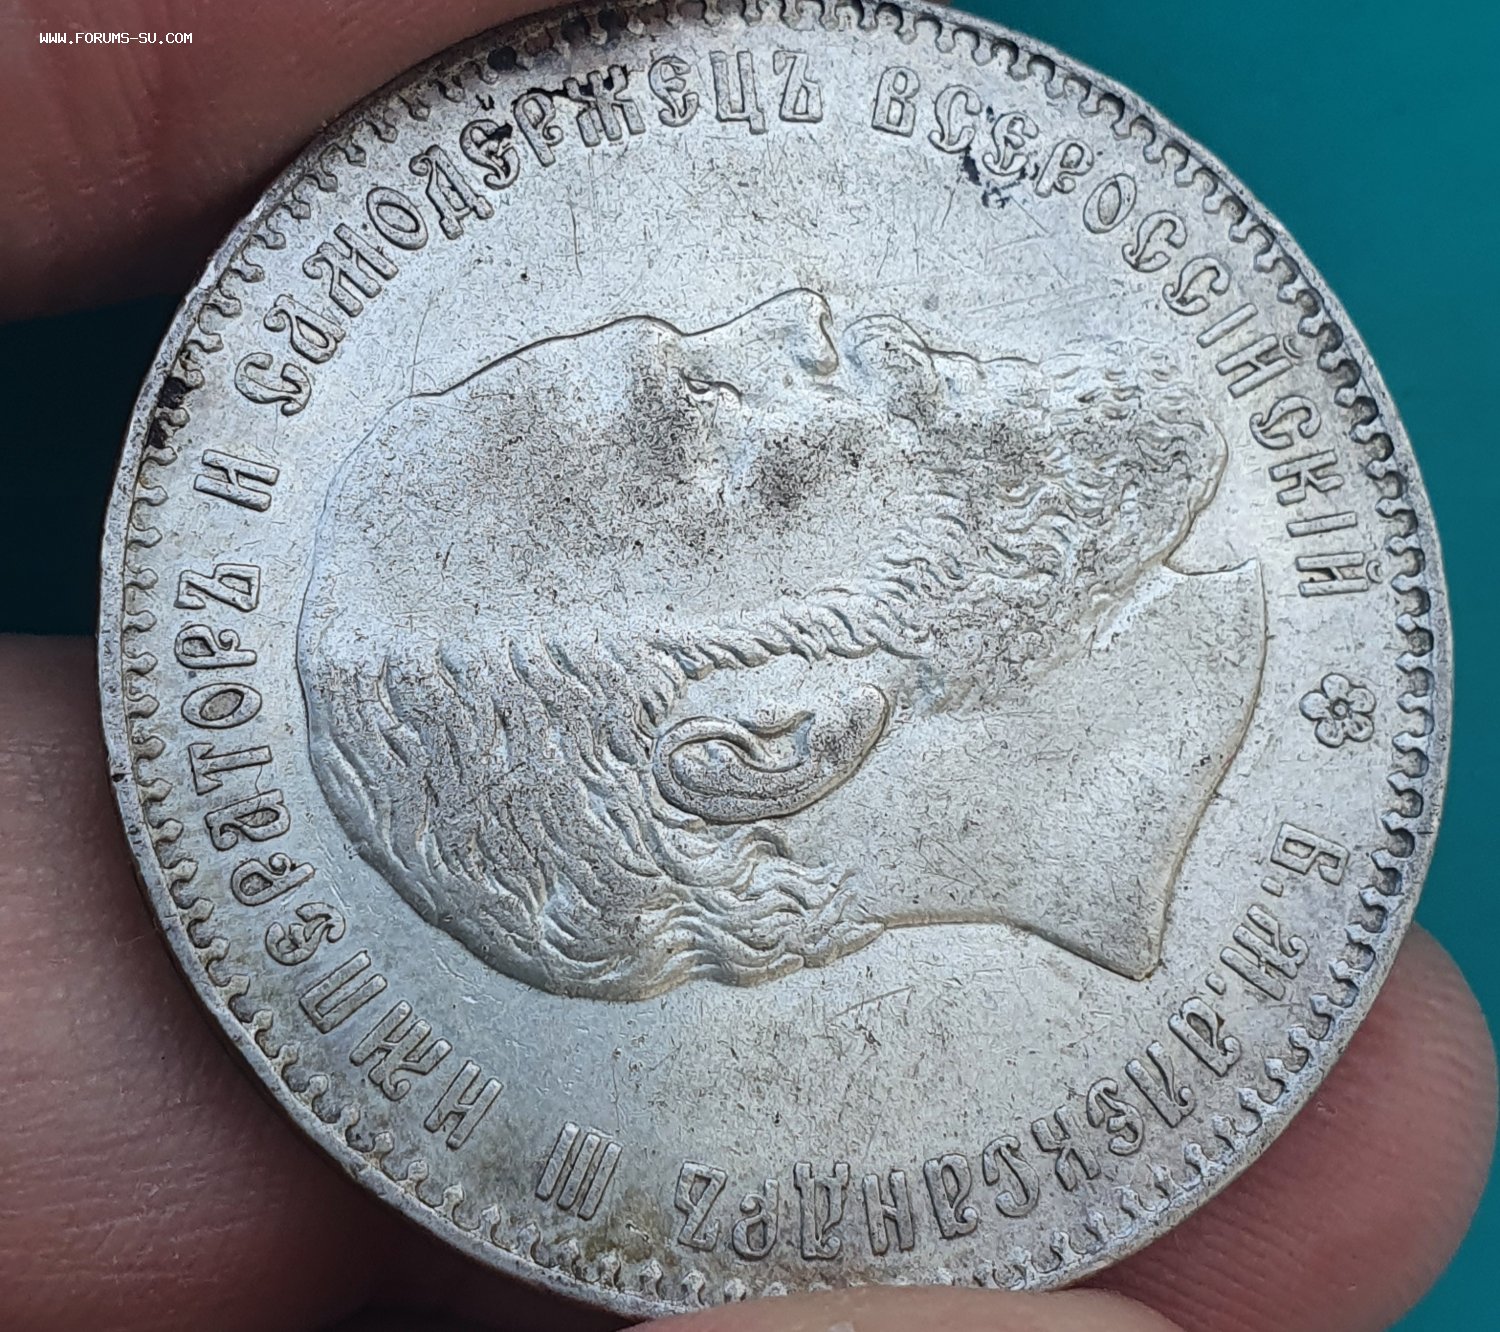 WWW.FORUMS-SU.COM
Б. М. АЛЕКСАНДРЪ III ИМПЕРАТОРЪ И САМОДЕРЖЕЦЪ ВСЕРОССІЙСКІЙ